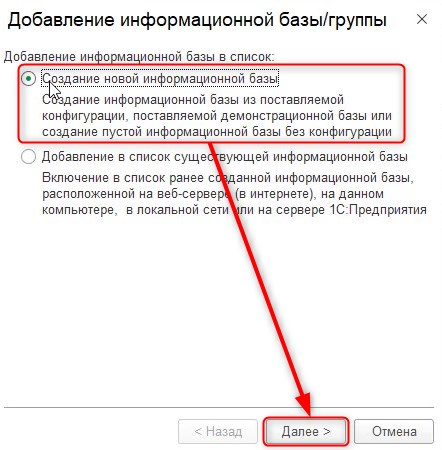 Добавление информационной базы/группы
Добавление информационной базы в список:
Создание новой информационной базы
Создание информационной базы из поставляемой
конфигурации, поставляемой демонстрационной базы или
создание пустой информационной базы без конфигурации
Добавление в список существующей информационной базы
Включение в список ранее созданной информационной базы,
расположенной на веб-сервере (в интернете), на данном
компьютере, в локальной сети или на сервере 1С:Предприятия
< Назад
Далее >
Отмена